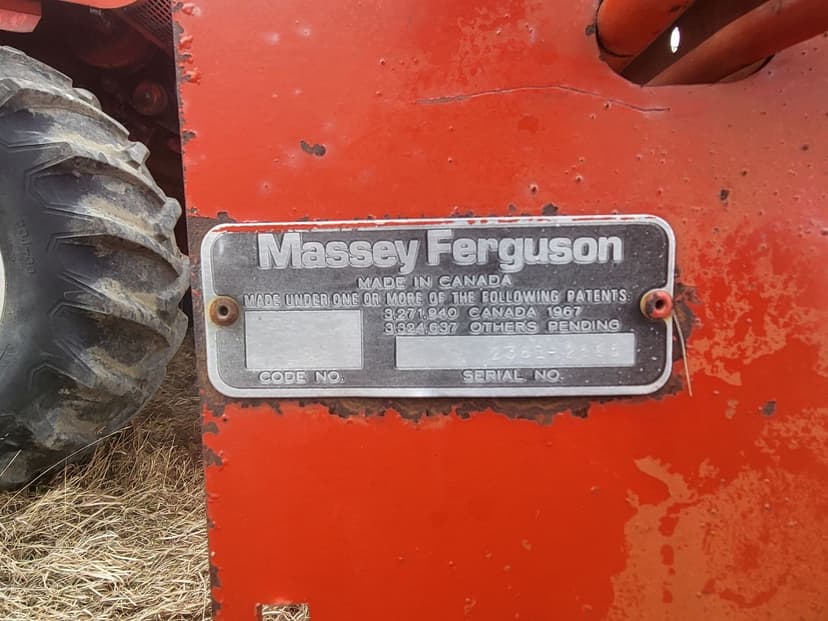 Massey Ferguson
MADE IN CANADA
MADE UNDER ONE OR MORE OF THE FOLLOWING PATENTS:
3,271,940 CANADA 1967
3,324,637 OTHERS PENDING
CODE NO.
SERIAL NO.